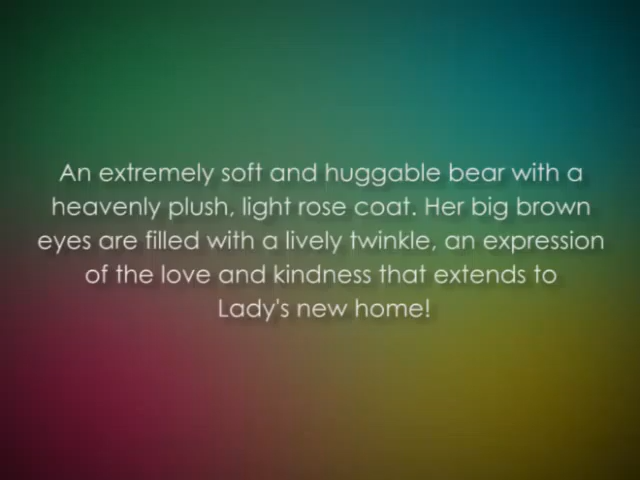 An extremely soft and huggable bear with a
heavenly plush, light rose coat. Her big brown
eyes are filled with a lively twinkle, an expression
of the love and kindness that extends to
Lady's new home!